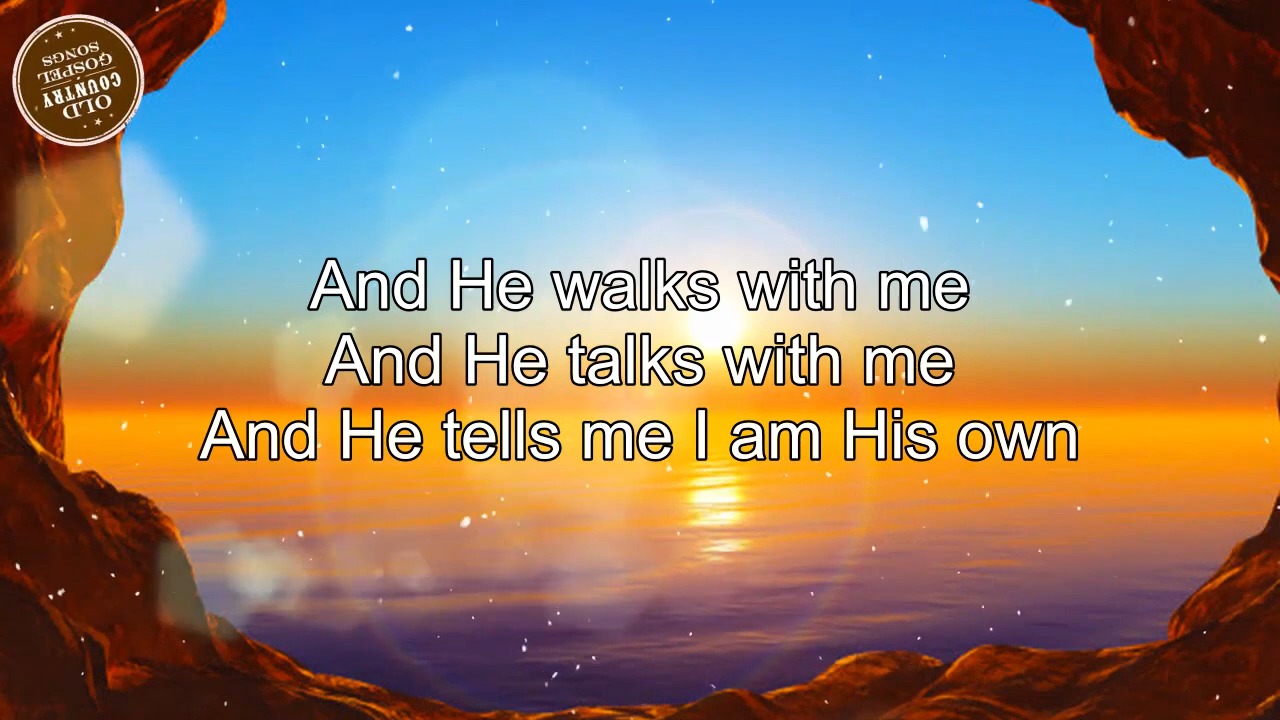 OLD
COUNTRY
GOSPEL
SONGS
And He walks with me
And He talks with me
And He tells me I am His own